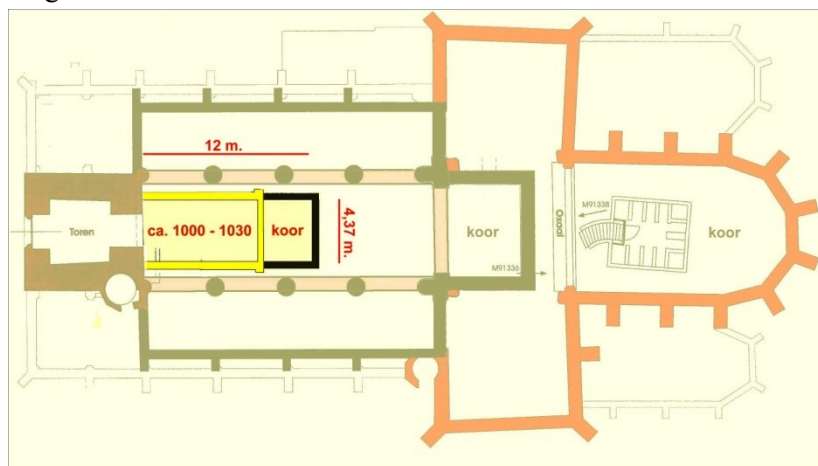 12 m.
Toren
ca. 1000 - 1030
koor
4,37 m.
koor
M91336
Oxaal
M91338
koor